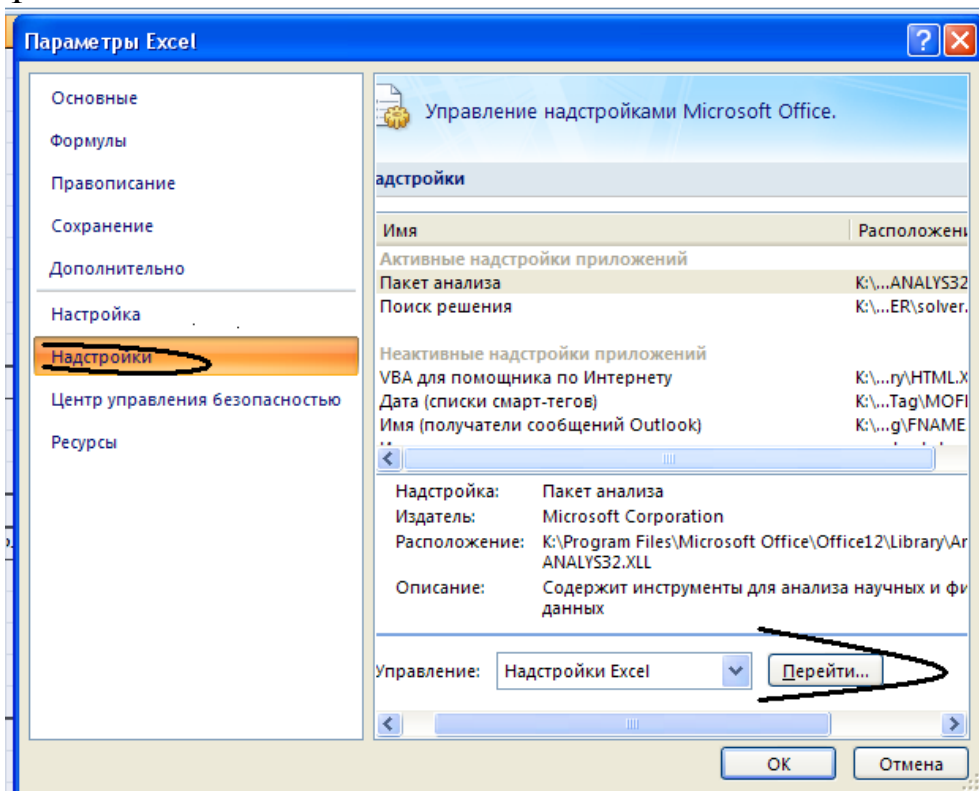 Параметры Excel
Основные
Формулы
Правописание
Сохранение
Дополнительно
Настройка
Надстройки
Центр управления безопасностью
Ресурсы
Управление надстройками Microsoft Office.
адстройки
Имя Расположени
Активные надстройки приложений
Пакет анализа K:\...ANALYS32
Поиск решения K:\...ER\solver.
Неактивные надстройки приложений
VBA для помощника по Интернету K:\...ry\HTML.X
Дата (списки смарт-тегов) K:\...Tag\MOFI
Имя (получатели сообщений Outlook) K:\...g\FNAME
Надстройка: Пакет анализа
Издатель: Microsoft Corporation
Расположение: K:\Program Files\Microsoft Office\Office12\Library\Ar
ANALYS32.XLL
Описание: Содержит инструменты для анализа научных и фи
данных
Управление: Надстройки Excel Перейти...
ОК Отмена